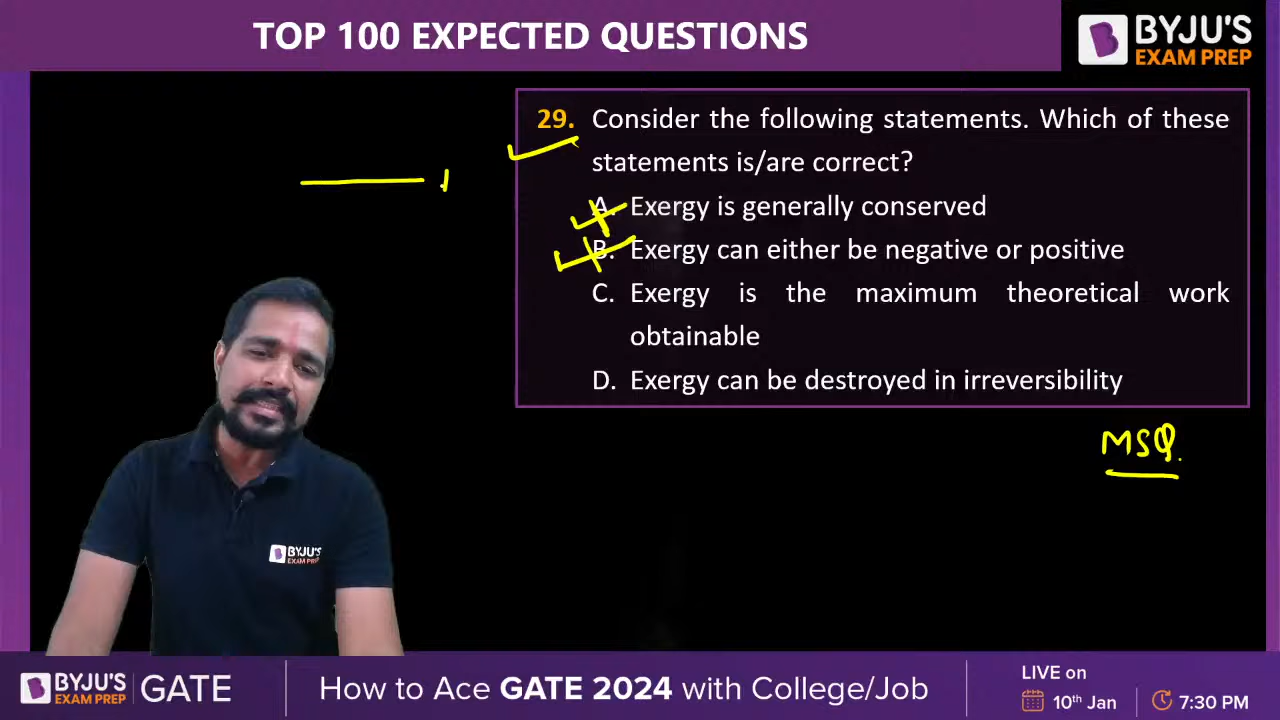 TOP 100 EXPECTED QUESTIONS
BYJU'S
EXAM PREP
29. Consider the following statements. Which of these
statements is/are correct?
A. Exergy is generally conserved
B. Exergy can either be negative or positive
C. Exergy is the maximum theoretical work
obtainable
D. Exergy can be destroyed in irreversibility
MSQ.
BYJU'S
EXAM PREP
BYJU'S
EXAM PREP
GATE
How to Ace GATE 2024 with College/Job
LIVE on
10th Jan
7:30 PM